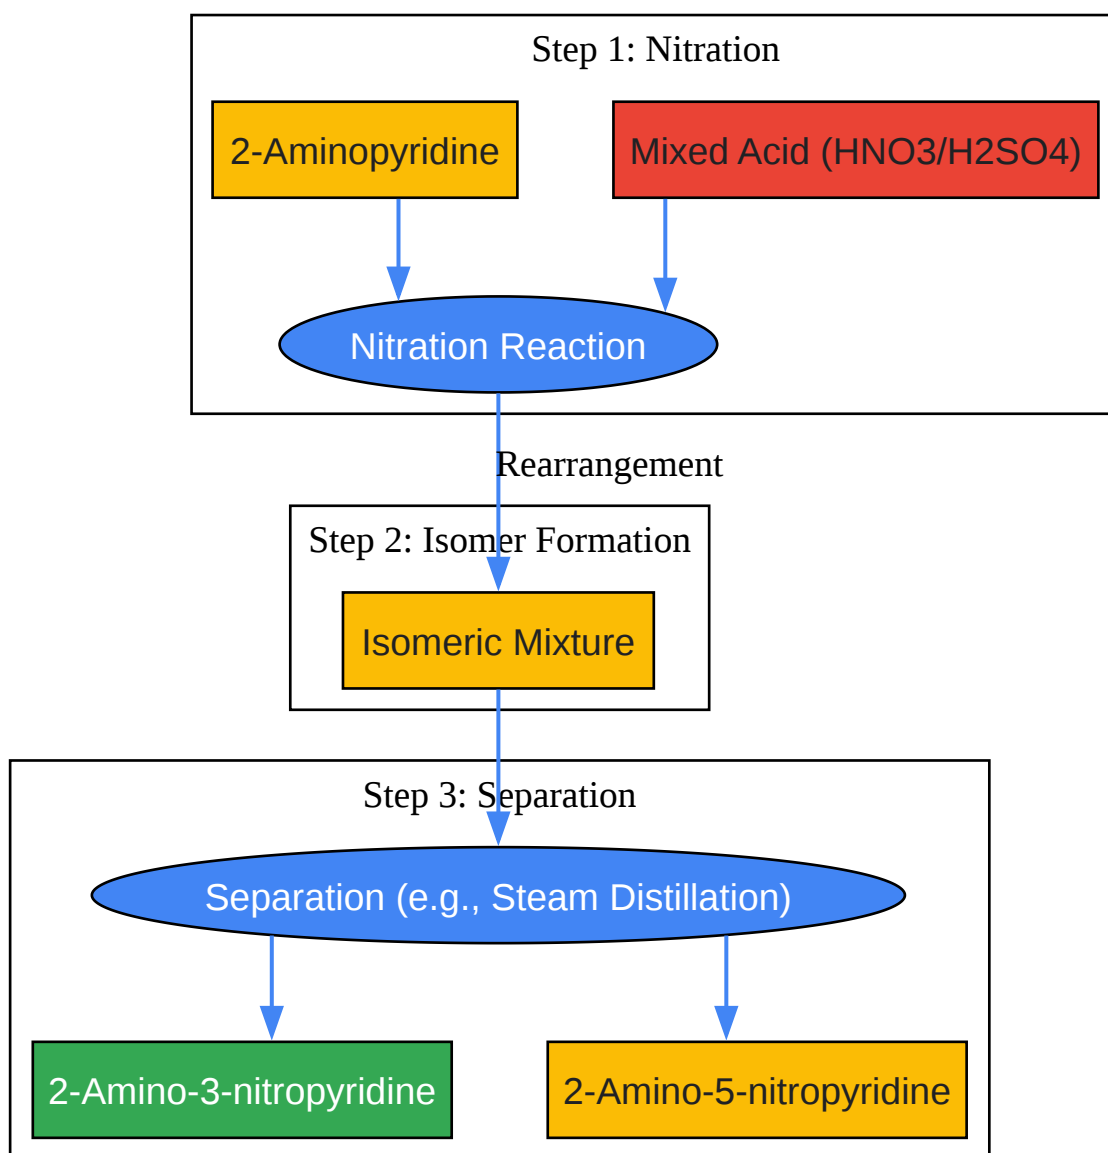 Step 1: Nitration
2-Aminopyridine
Mixed Acid (HNO3/H2SO4)
Nitration Reaction
Rearrangement
Step 2: Isomer Formation
Isomeric Mixture
Step 3: Separation
Separation (e.g., Steam Distillation)
2-Amino-3-nitropyridine
2-Amino-5-nitropyridine